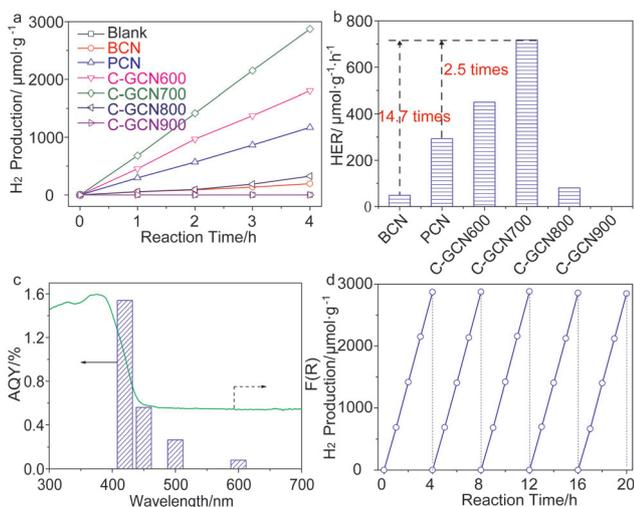 a
H2 Production/ μmol·g-1
3000
2000
1000
0
Blank
BCN
PCN
C-GCN600
C-GCN700
C-GCN800
C-GCN900
0 1 2 3 4
Reaction Time/h
b
HER/ μmol·g-1·h-1
800
600
400
200
0
14.7 times
2.5 times
BCN
PCN
C-GCN600
C-GCN700
C-GCN800
C-GCN900
c
AQY/%
1.6
1.2
0.8
0.4
0.0
F(R)
300 400 500 600 700
Wavelength/nm
d
H2 Production/μmol·g-1
3000
2000
1000
0
0 4 8 12 16 20
Reaction Time/h